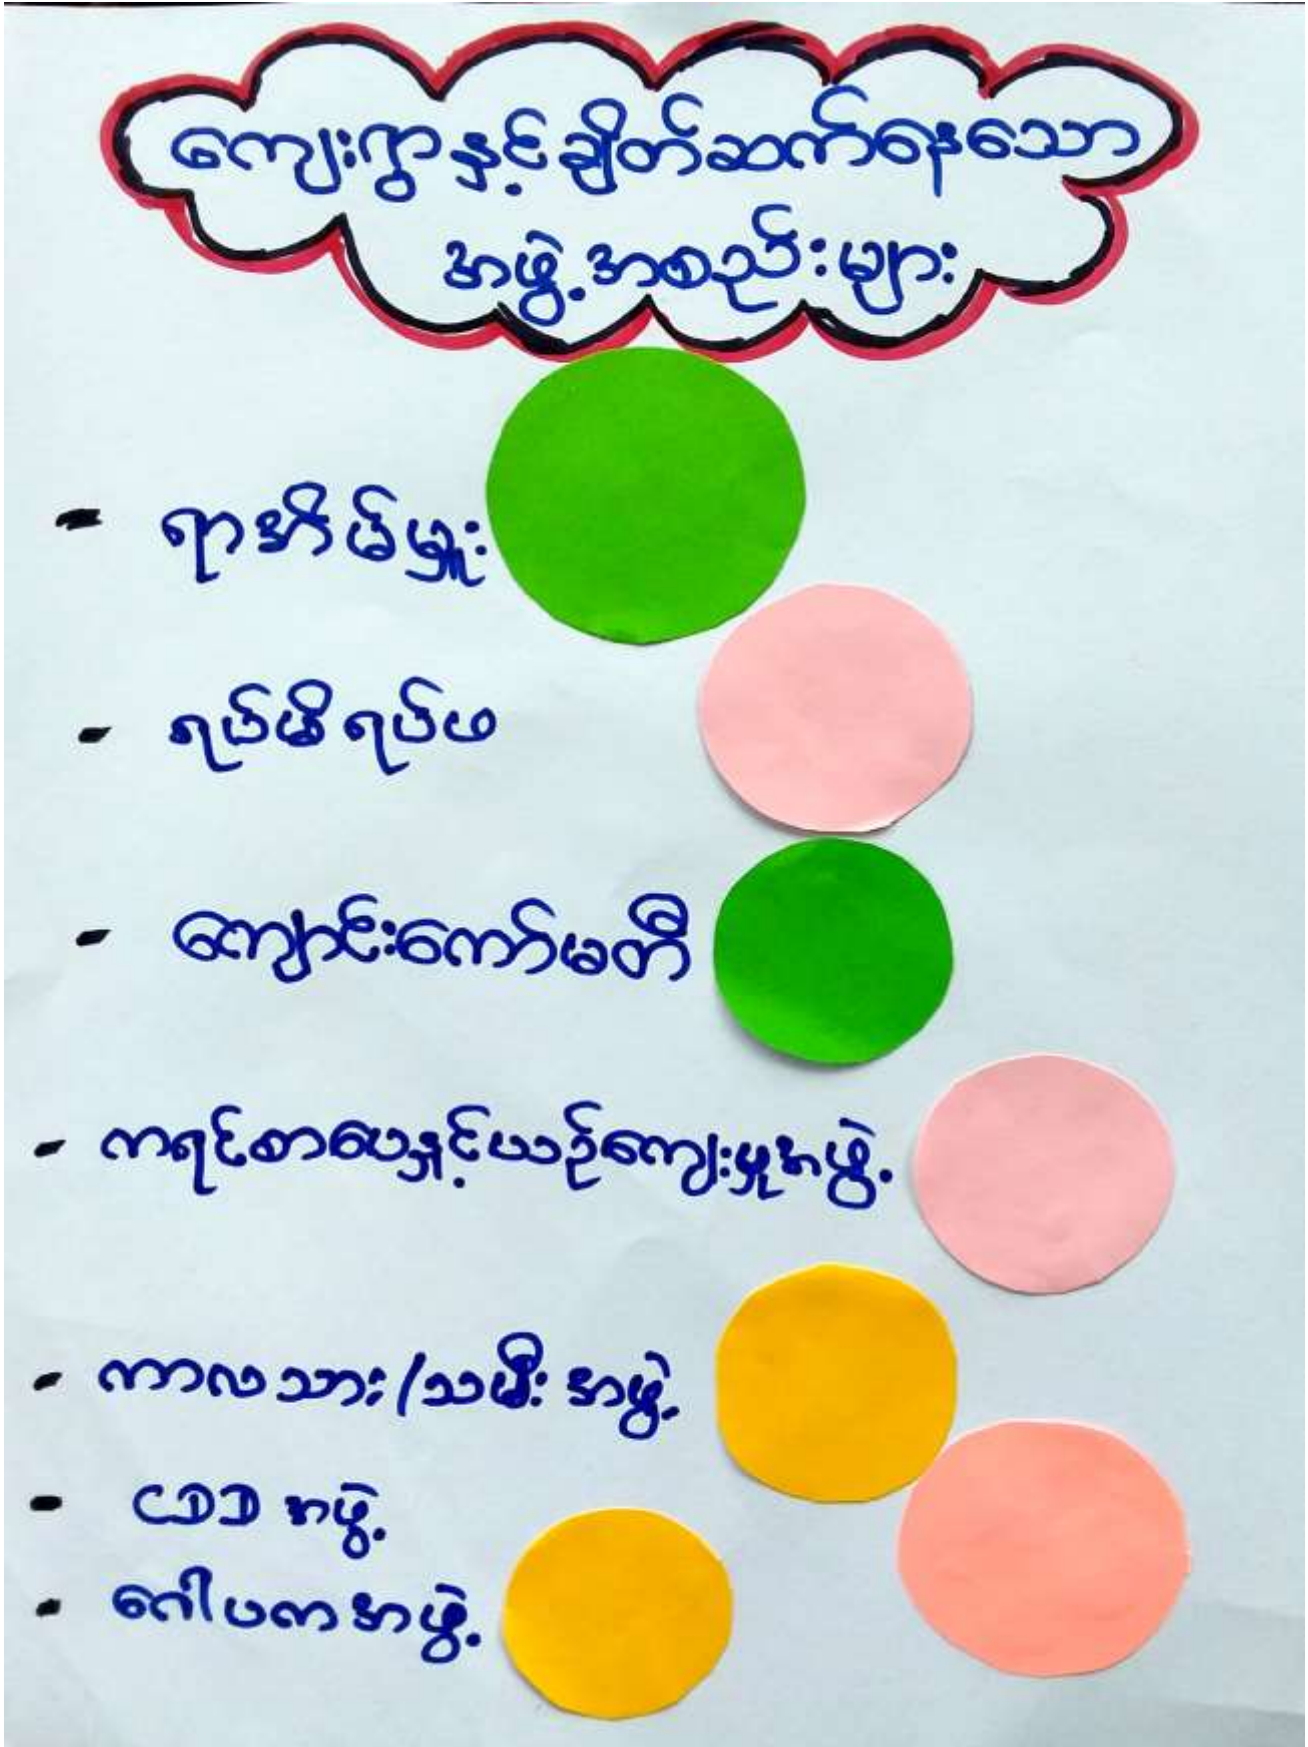 ကျေးရွာနှင့်ချိတ်ဆက်နေသော
အဖွဲ့အစည်းများ
- ရာအိမ်မှူး
- ရပ်မိရပ်ဖ
- ကျောင်းကော်မတီ
- ကရင်စာပေနှင့်ယဉ်ကျေးမှုအဖွဲ့
- ကာလသား/သမီး အဖွဲ့
- CDD အဖွဲ့
- ဂေါပကအဖွဲ့